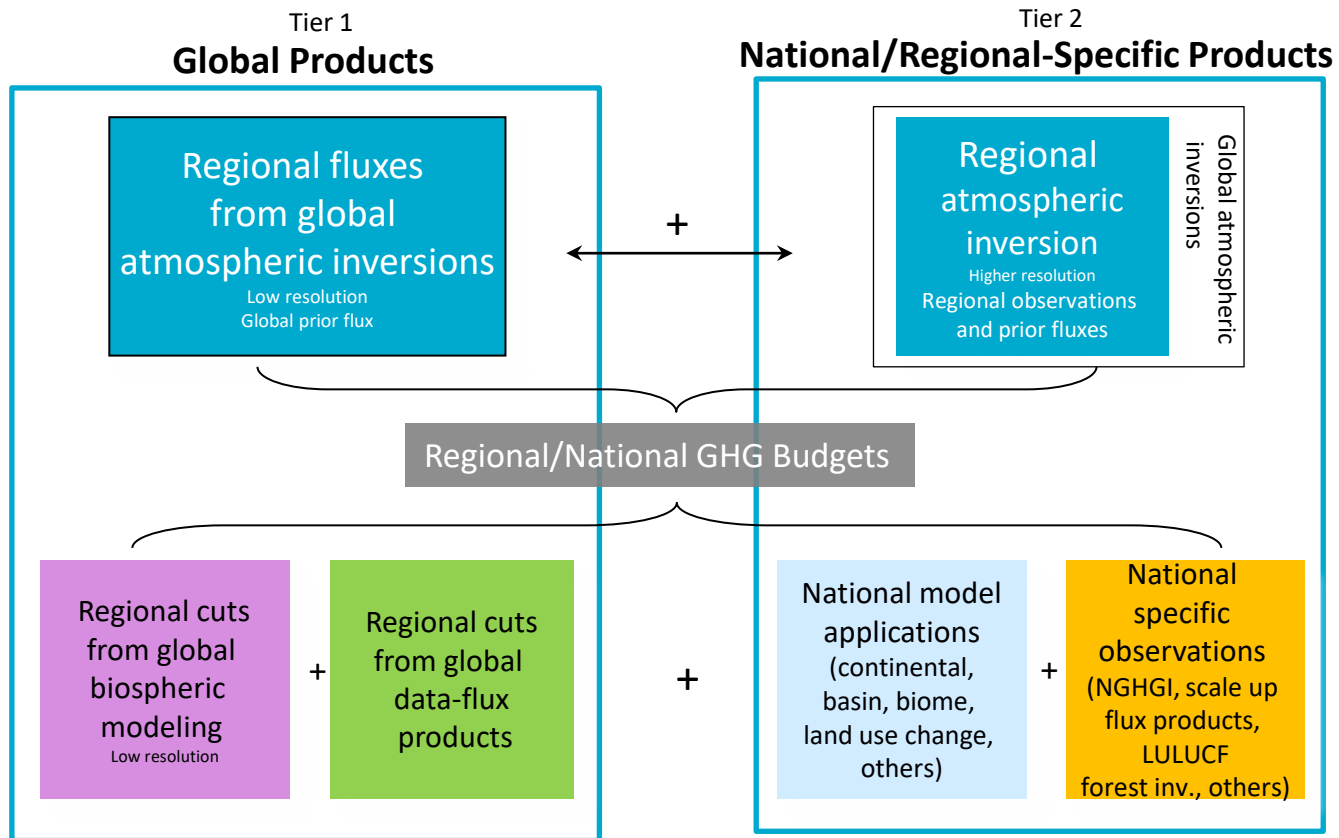 Tier 1
Global Products
Tier 2
National/Regional-Specific Products
Regional fluxes
from global
atmospheric inversions
Low resolution
Global prior flux
+
Regional
atmospheric
inversion
Higher resolution
Regional observations
and prior fluxes
Global atmospheric
inversions
Regional/National GHG Budgets
Regional cuts
from global
biospheric
modeling
Low resolution
+
Regional cuts
from global
data-flux
products
+
National model
applications
(continental,
basin, biome,
land use change,
others)
+
National
specific
observations
(NGHGI, scale up
flux products,
LULUCF
forest inv., others)